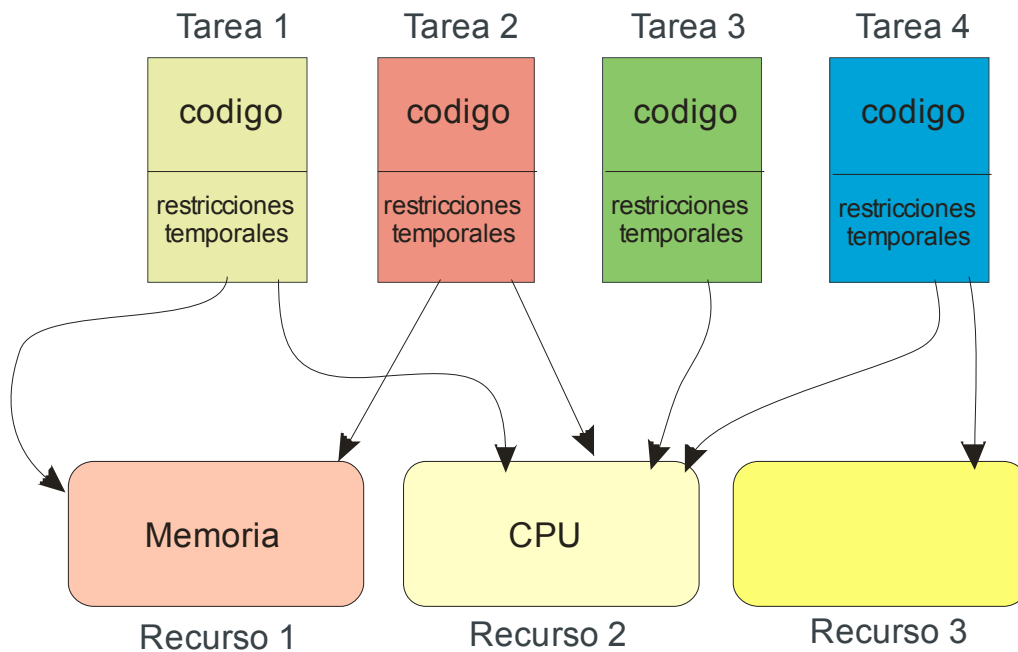 Tarea 1
Tarea 2
Tarea 3
Tarea 4
codigo
codigo
codigo
codigo
restricciones
temporales
restricciones
temporales
restricciones
temporales
restricciones
temporales
Memoria
CPU
Recurso 1
Recurso 2
Recurso 3